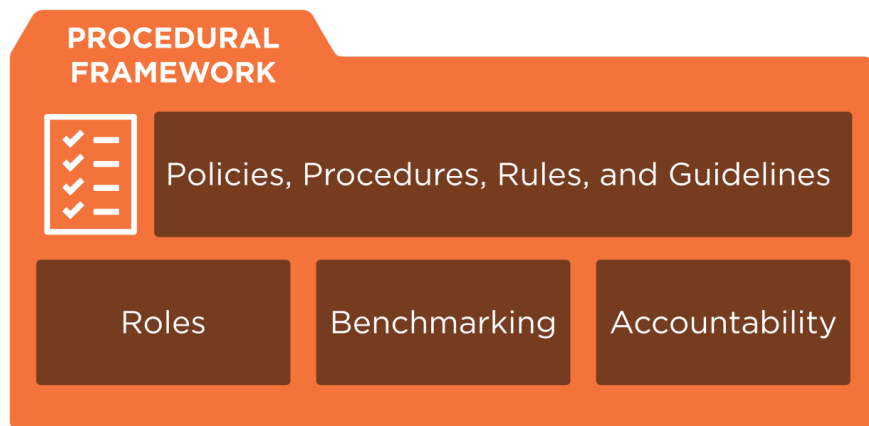 PROCEDURAL
FRAMEWORK
Policies, Procedures, Rules, and Guidelines
Roles
Benchmarking
Accountability